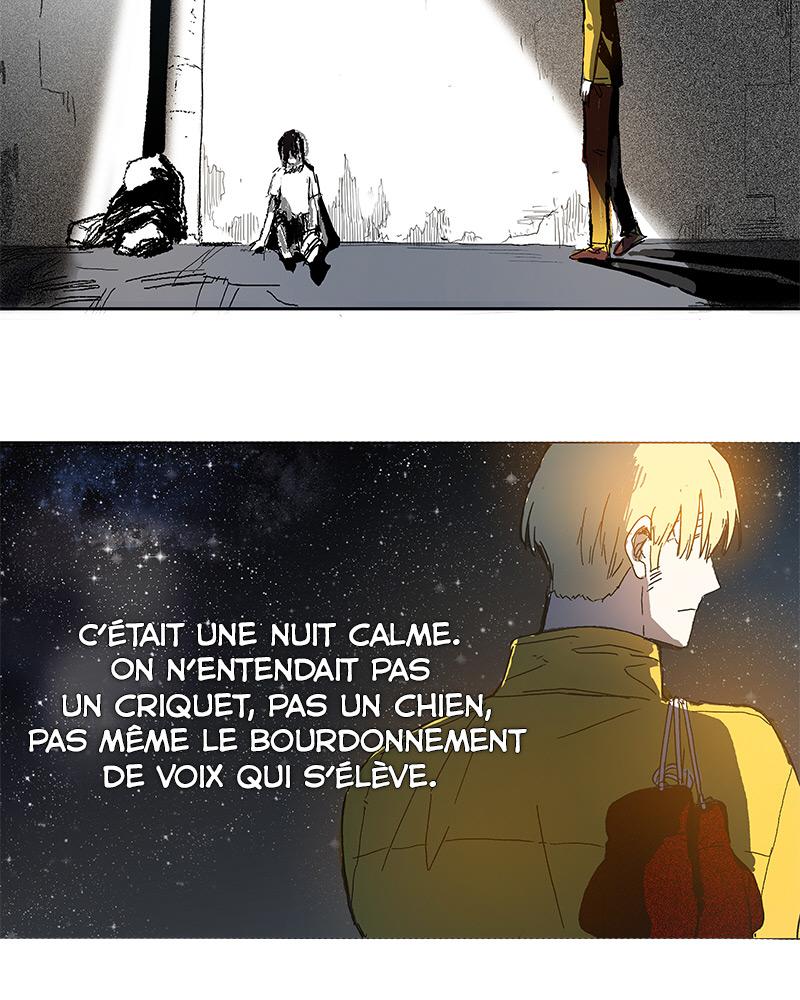 C'ÉTAIT UNE NUIT CALME.
ON N'ENTENDAIT PAS
UN CRIQUET, PAS UN CHIEN,
PAS MÊME LE BOURDONNEMENT
DE VOIX QUI S'ÉLÈVE.